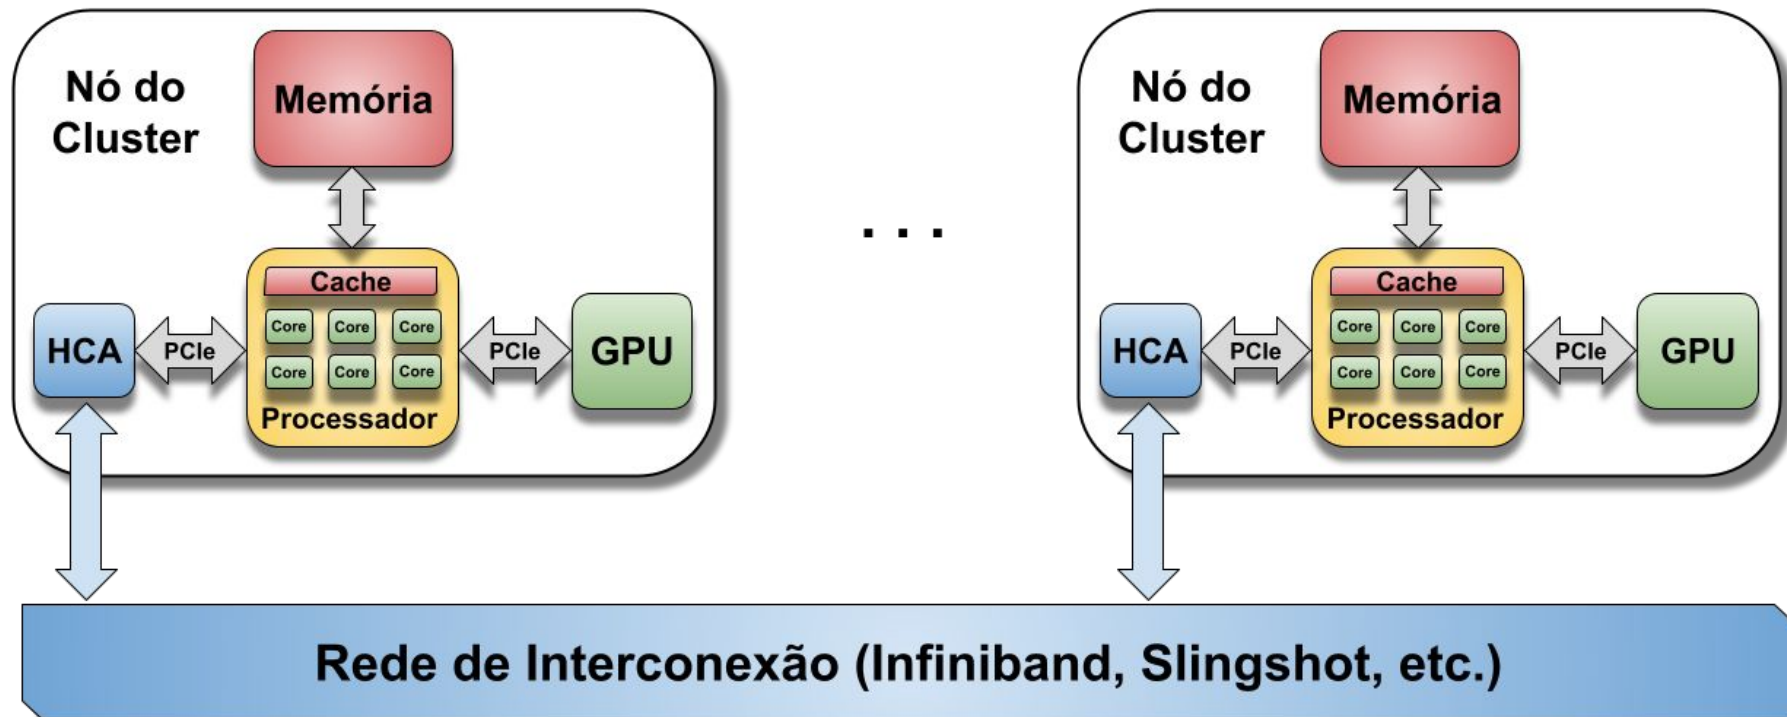 Nó do
Cluster
Memória
Cache
Core Core Core
Core Core Core
Processador
HCA
PCIe
PCIe
GPU
. . .
Nó do
Cluster
Memória
Cache
Core Core Core
Core Core Core
Processador
HCA
PCIe
PCIe
GPU
Rede de Interconexão (Infiniband, Slingshot, etc.)